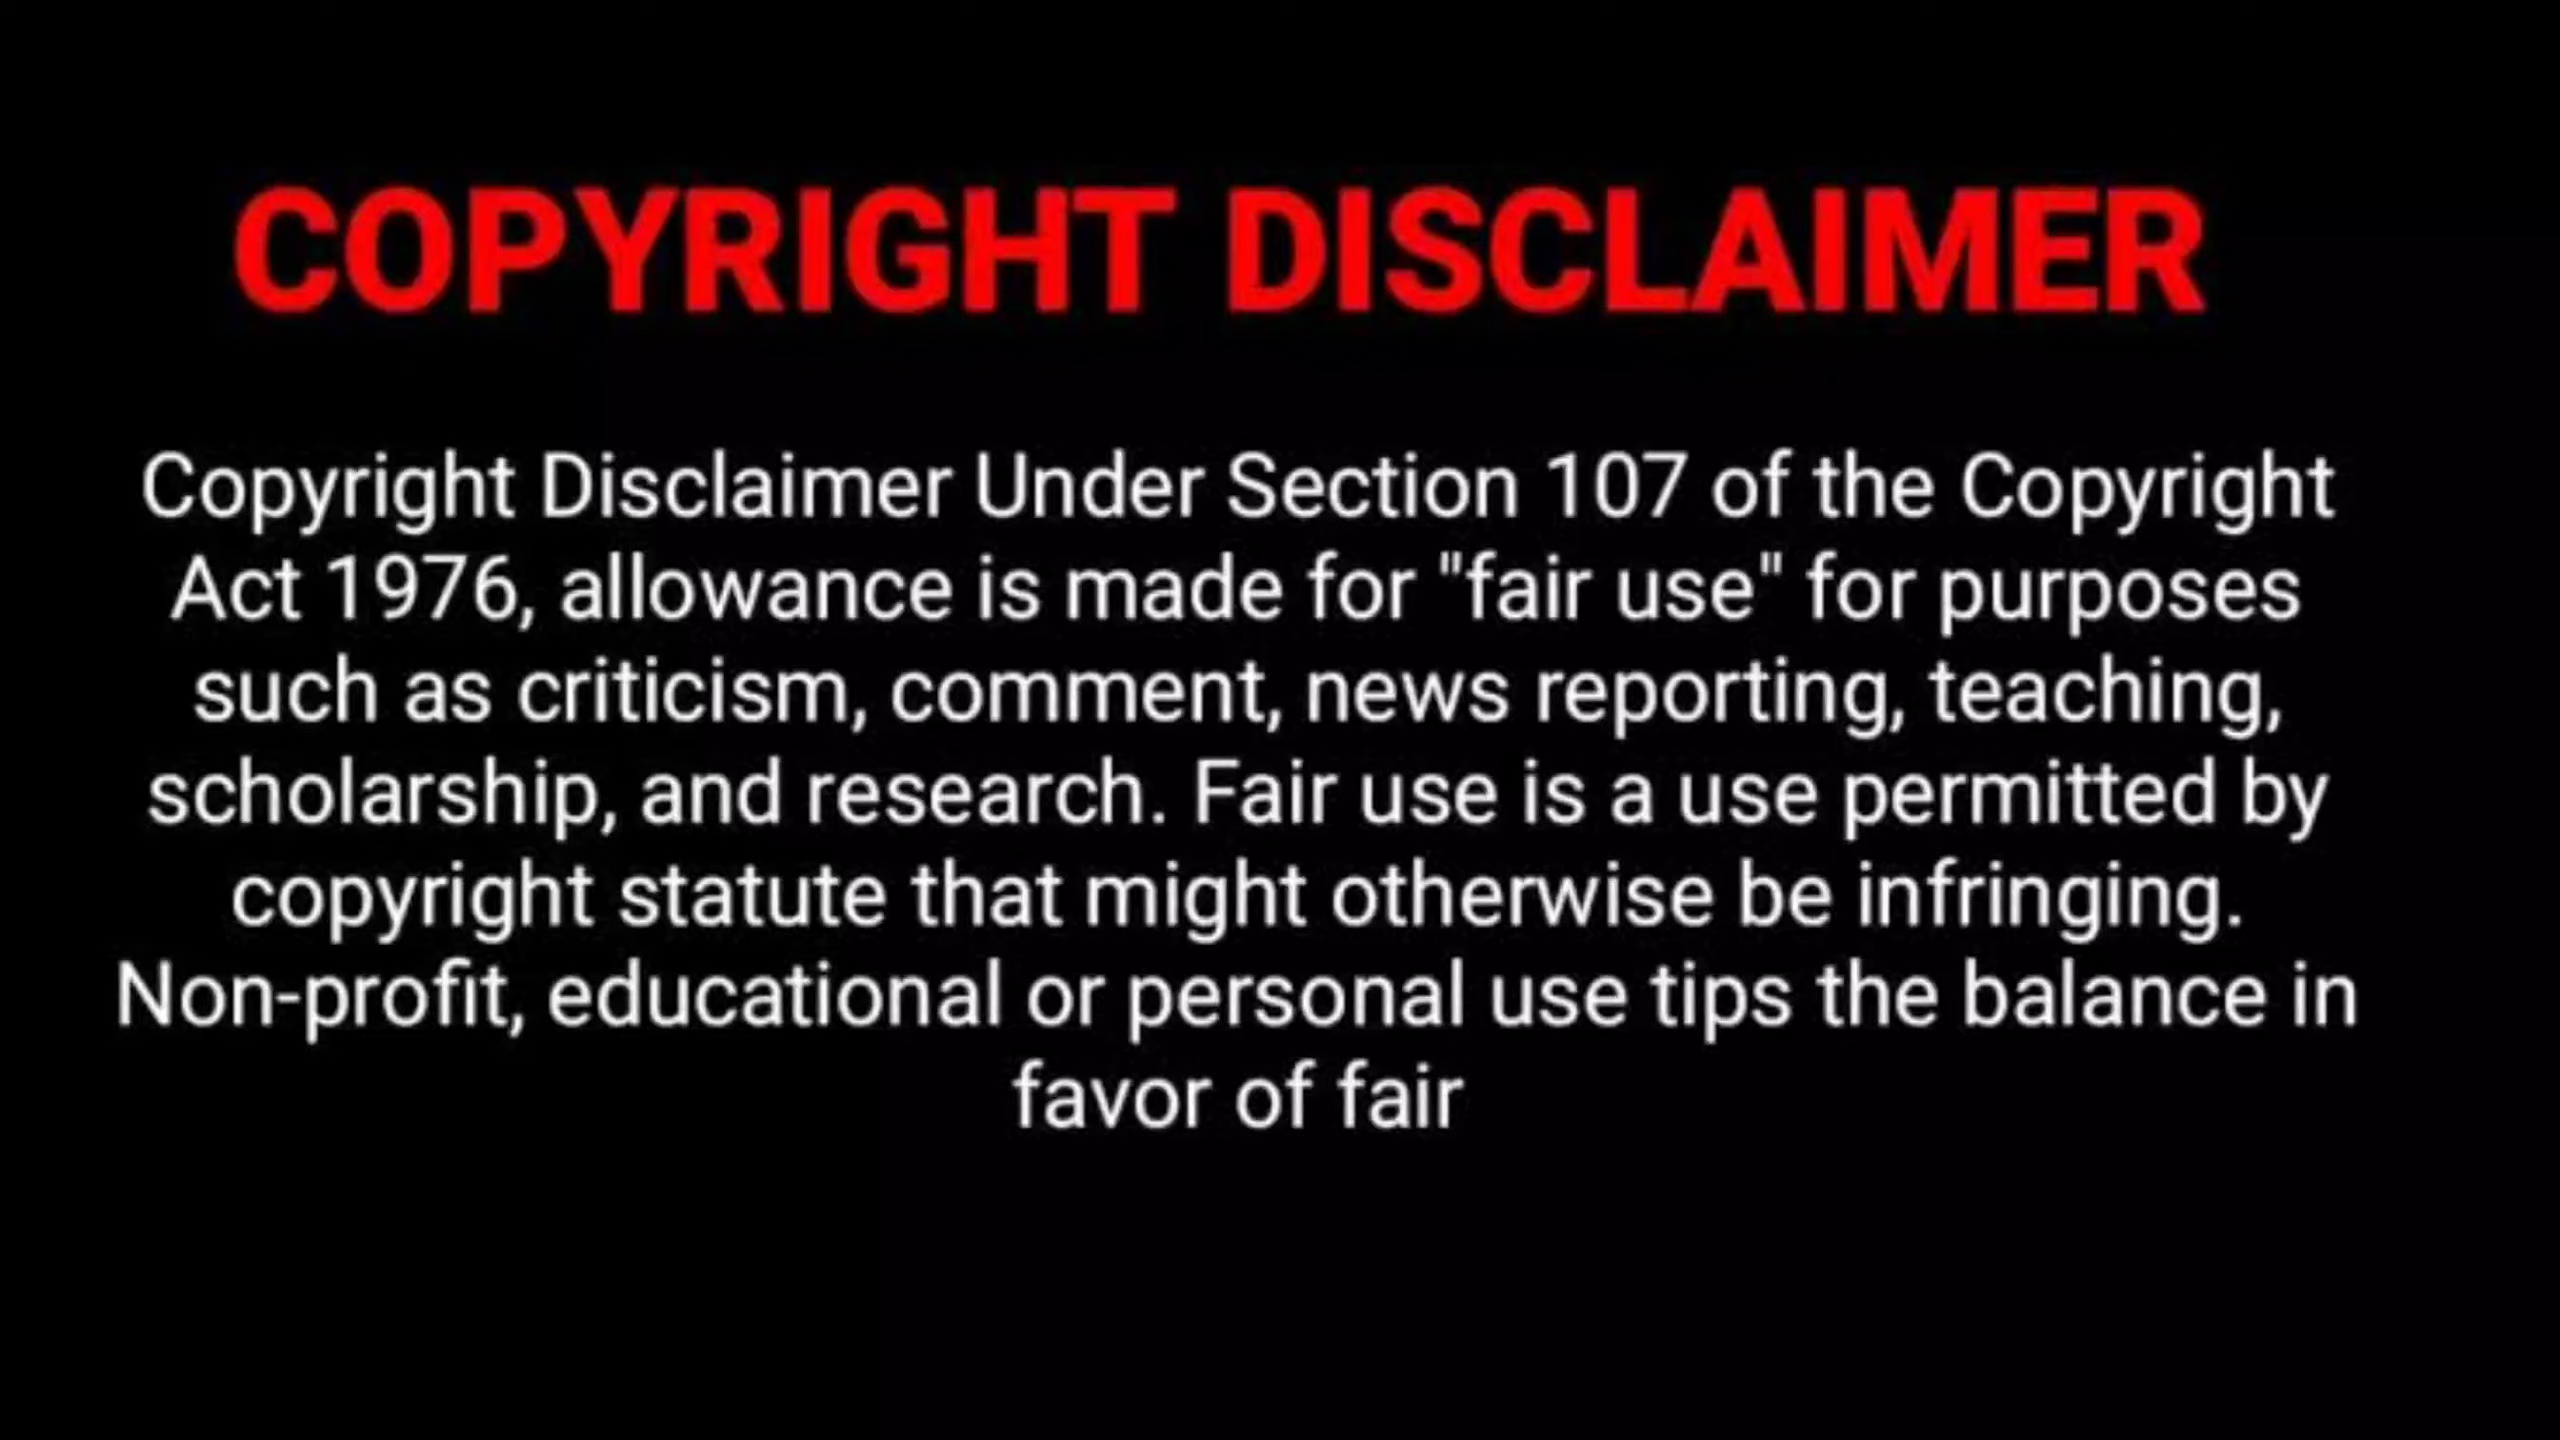 COPYRIGHT DISCLAIMER
Copyright Disclaimer Under Section 107 of the Copyright
Act 1976, allowance is made for "fair use" for purposes
such as criticism, comment, news reporting, teaching,
scholarship, and research. Fair use is a use permitted by
copyright statute that might otherwise be infringing.
Non-profit, educational or personal use tips the balance in
favor of fair